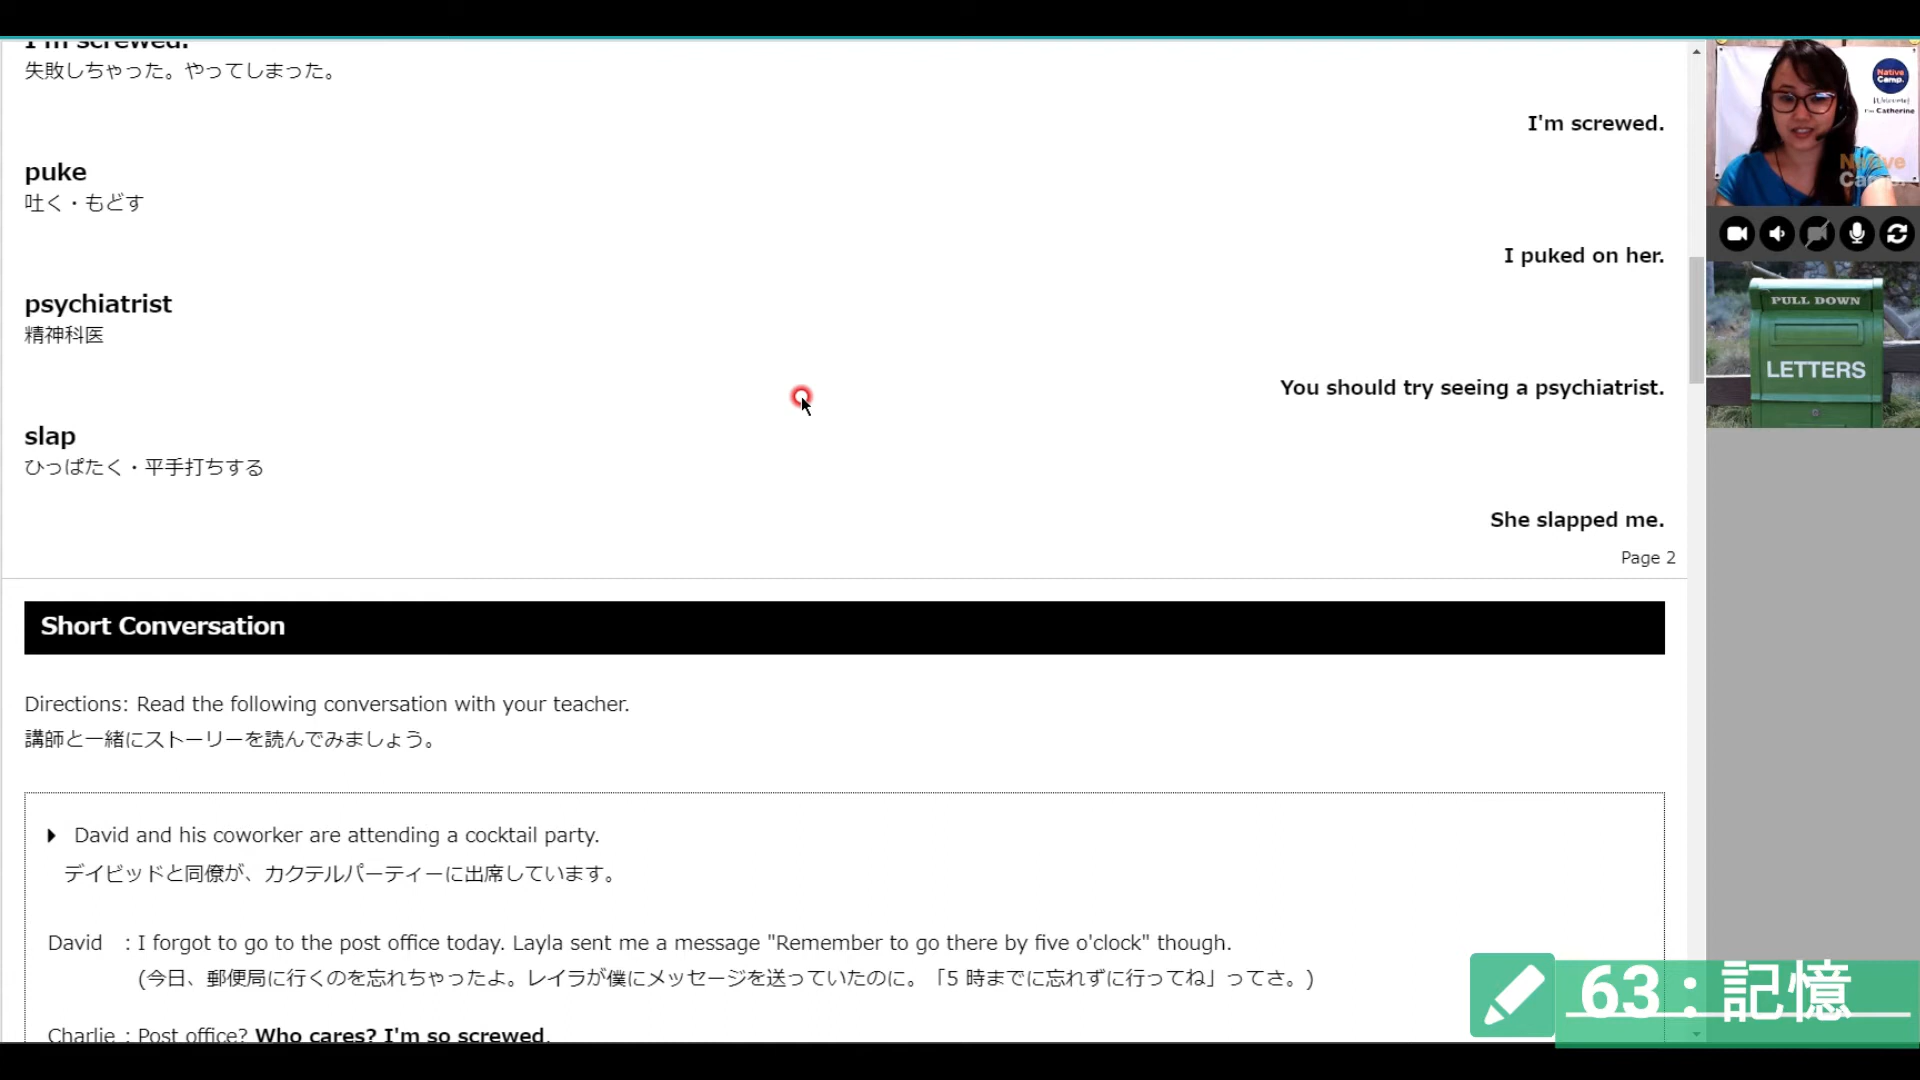 I'm screwed.
失敗しちゃった。やってしまった。
I'm screwed.
puke
吐く・もどす
I puked on her.
psychiatrist
精神科医
You should try seeing a psychiatrist.
slap
ひっぱたく・平手打ちする
She slapped me.
Page 2
Short Conversation
Directions: Read the following conversation with your teacher.
講師と一緒にストーリーを読んでみましょう。
David and his coworker are attending a cocktail party.
デイビッドと同僚が、カクテルパーティーに出席しています。
David : I forgot to go to the post office today. Layla sent me a message "Remember to go there by five o'clock" though.
(今日、郵便局に行くのを忘れちゃったよ。レイラが僕にメッセージを送っていたのに。「5 時までに忘れずに行ってね」ってさ。)
Charlie : Post office? Who cares? I'm so screwed.
Native
Camp.
I'm Catherine
Native
Camp.
PULL DOWN
LETTERS
63：記憶